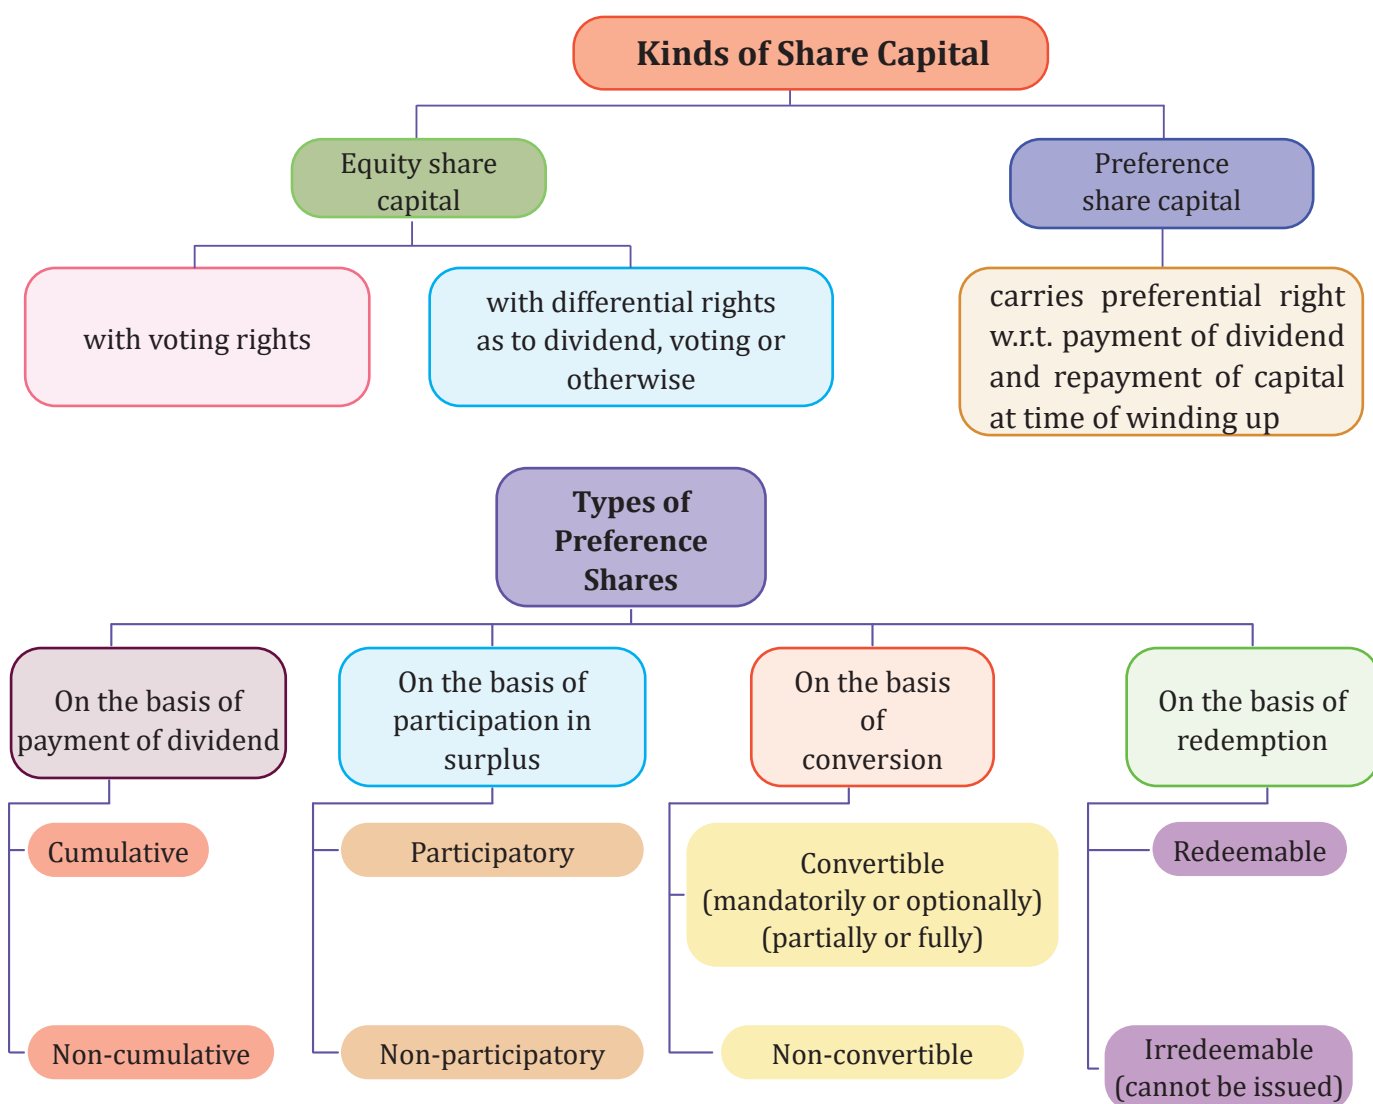 Kinds of Share Capital
Equity share
capital
Preference
share capital
with voting rights
with differential rights
as to dividend, voting or
otherwise
carries preferential right
w.r.t. payment of dividend
and repayment of capital
at time of winding up
Types of
Preference
Shares
On the basis of
payment of dividend
On the basis of
participation in
surplus
On the basis
of
conversion
On the basis of
redemption
Cumulative
Non-cumulative
Participatory
Non-participatory
Convertible
(mandatorily or optionally)
(partially or fully)
Non-convertible
Redeemable
Irredeemable
(cannot be issued)